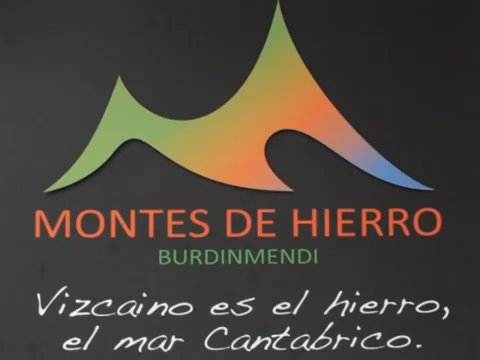 MONTES DE HIERRO
BURDINMENDI
Vizcaino es el hierro,
el mar Cantabrico.